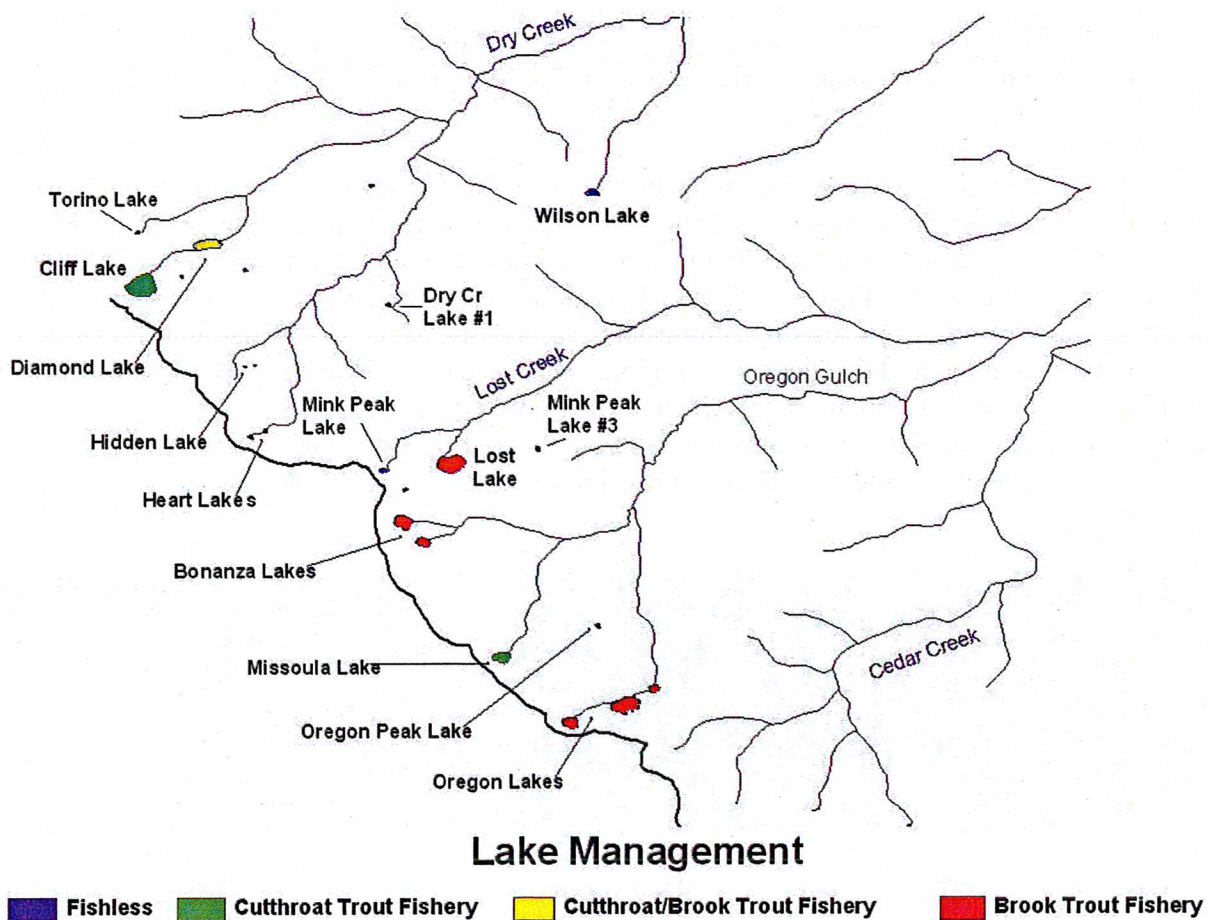 Dry Creek
Torino Lake
Wilson Lake
Cliff Lake
Dry Cr
Lake #1
Diamond Lake
Lost Creek
Oregon Gulch
Mink Peak
Lake
Mink Peak
Lake #3
Hidden Lake
Lost
Lake
Heart Lakes
Bonanza Lakes
Missoula Lake
Cedar Creek
Oregon Peak Lake
Oregon Lakes
Lake Management
Fishless
Cutthroat Trout Fishery
Cutthroat/Brook Trout Fishery
Brook Trout Fishery